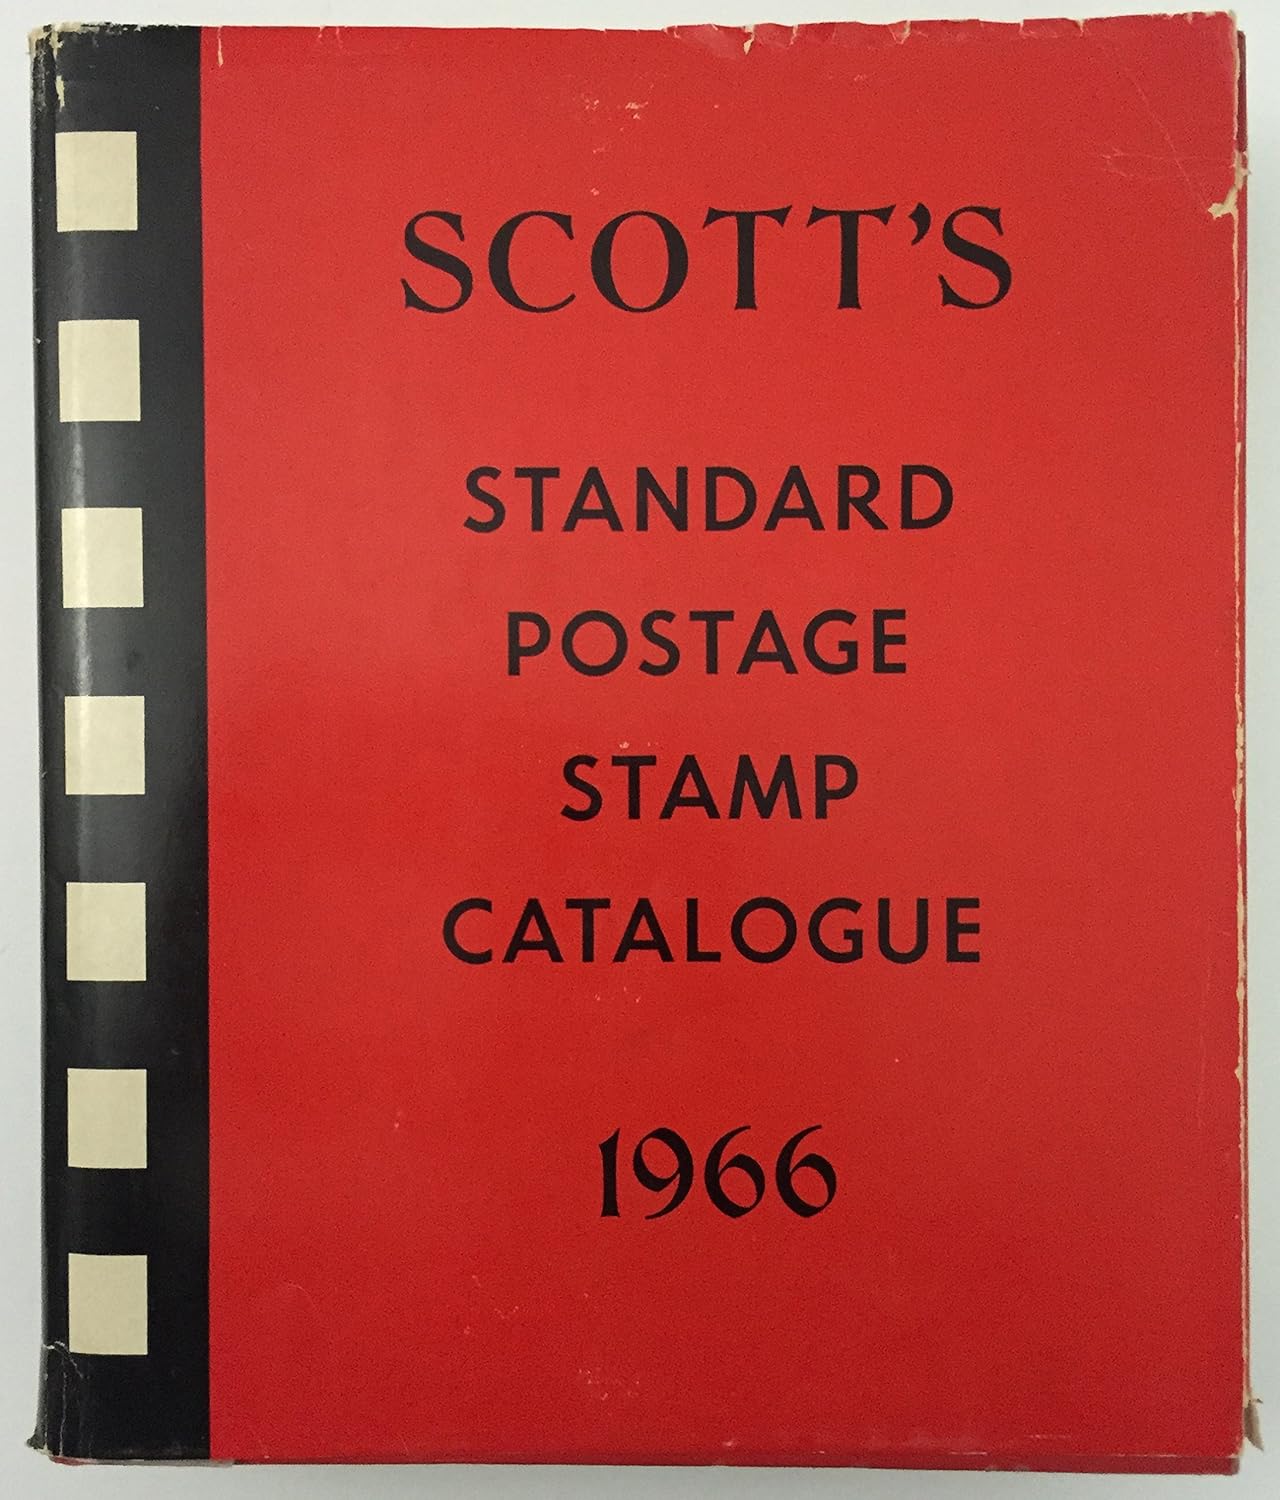 SCOTT'S
STANDARD
POSTAGE
STAMP
CATALOGUE
1966